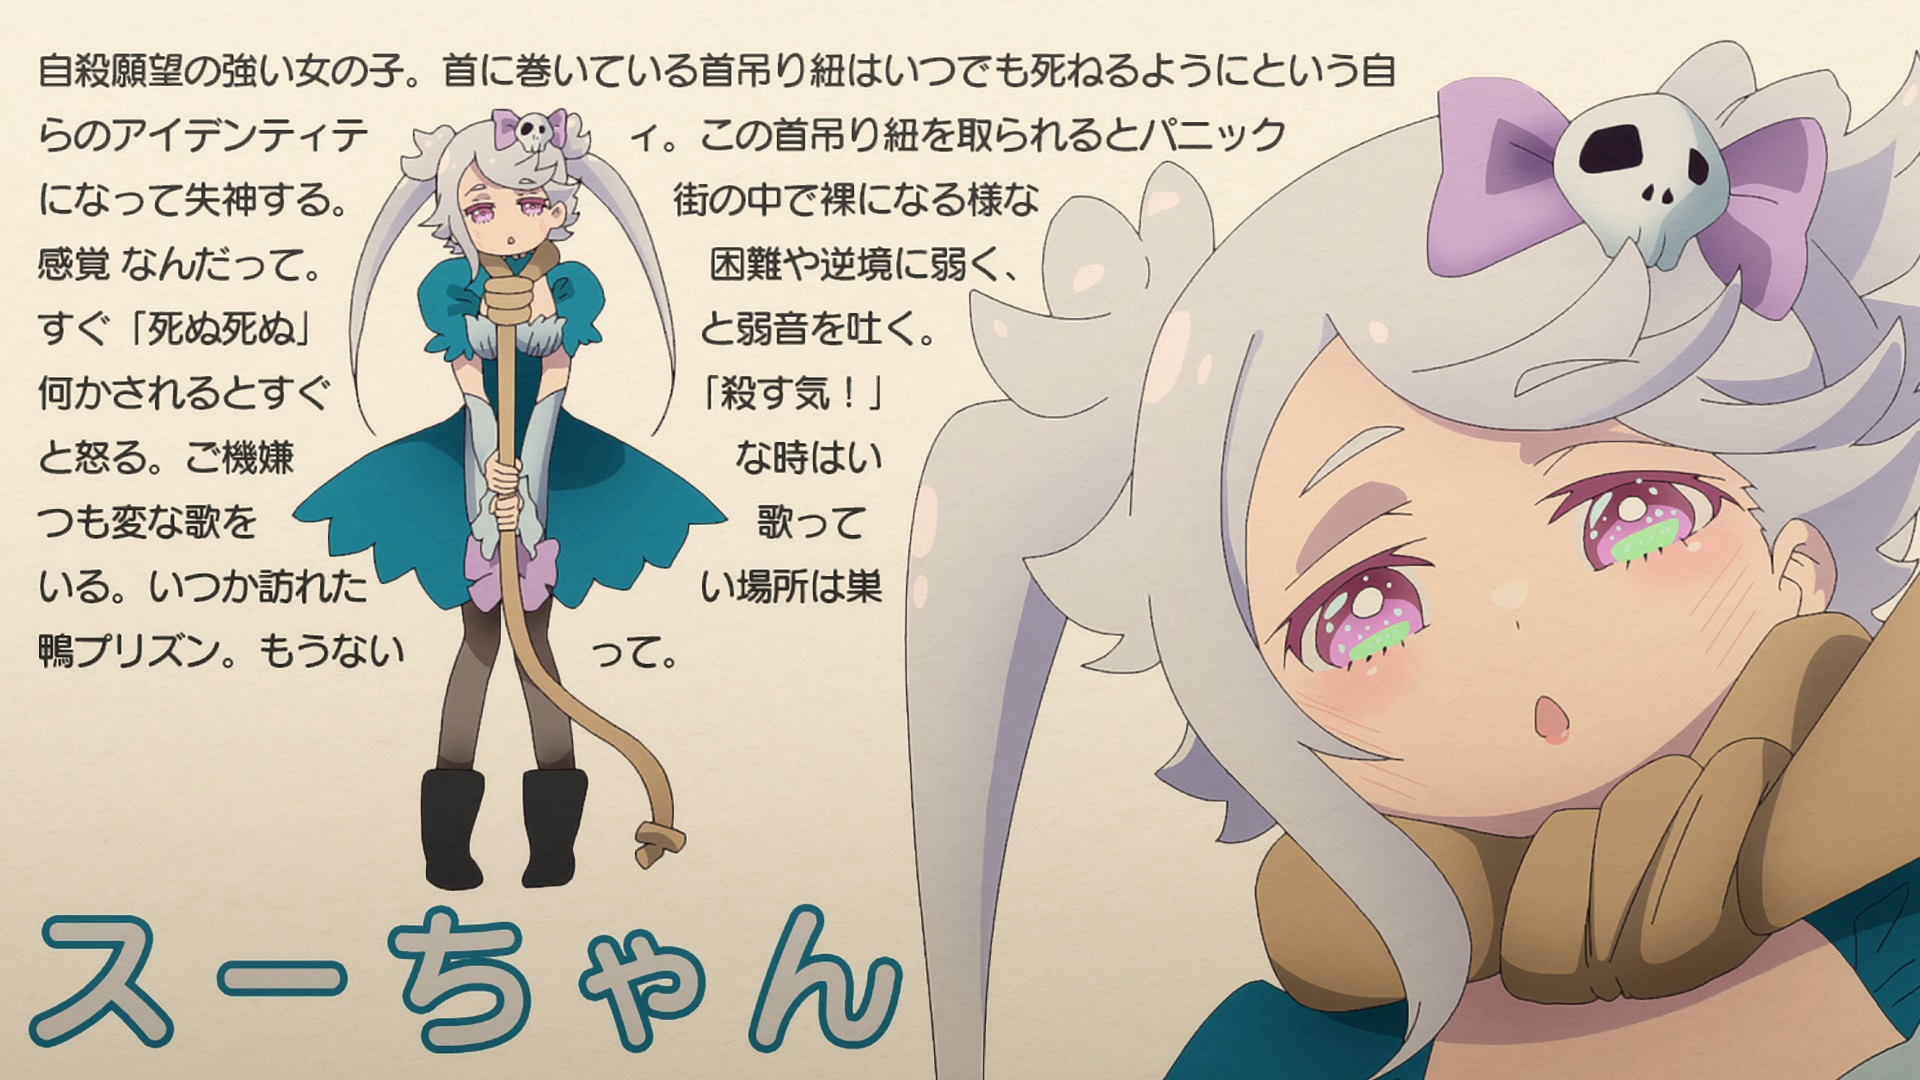 自殺願望の強い女の子。首に巻いている首吊り紐はいつでも死ねるようにという自
らのアイデンティティ。この首吊り紐を取られるとパニック
になって失神する。街の中で裸になる様な
感覚 なんだって。困難や逆境に弱く、
すぐ「死ぬ死ぬ」と弱音を吐く。
何かされるとすぐ「殺す気！」
と怒る。ご機嫌な時はい
つも変な歌を歌って
いる。いつか訪れたい場所は巣
鴨プリズン。もうないって。
スーちゃん